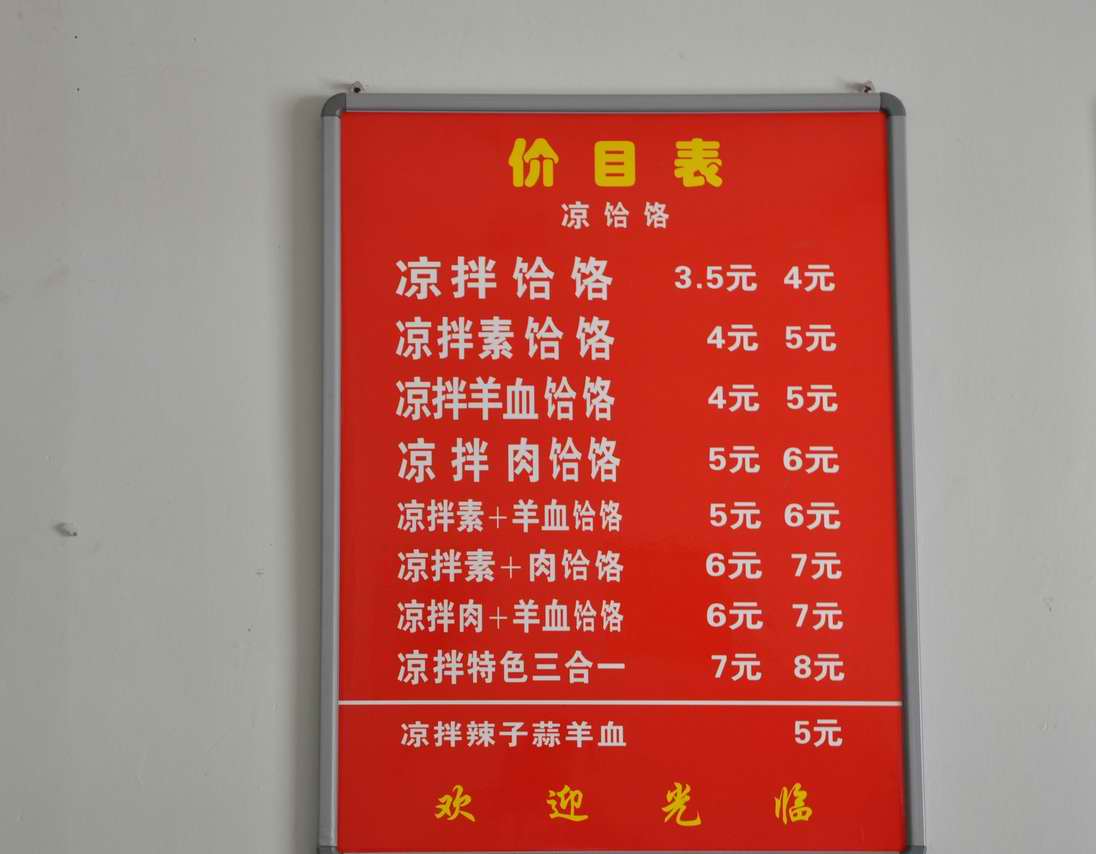 价目表
凉饸饹
凉拌饸饹 3.5元 4元
凉拌素饸饹 4元 5元
凉拌羊血饸饹 4元 5元
凉拌肉饸饹 5元 6元
凉拌素+羊血饸饹 5元 6元
凉拌素+肉饸饹 6元 7元
凉拌肉+羊血饸饹 6元 7元
凉拌特色三合一 7元 8元
凉拌辣子蒜羊血 5元
欢迎光临